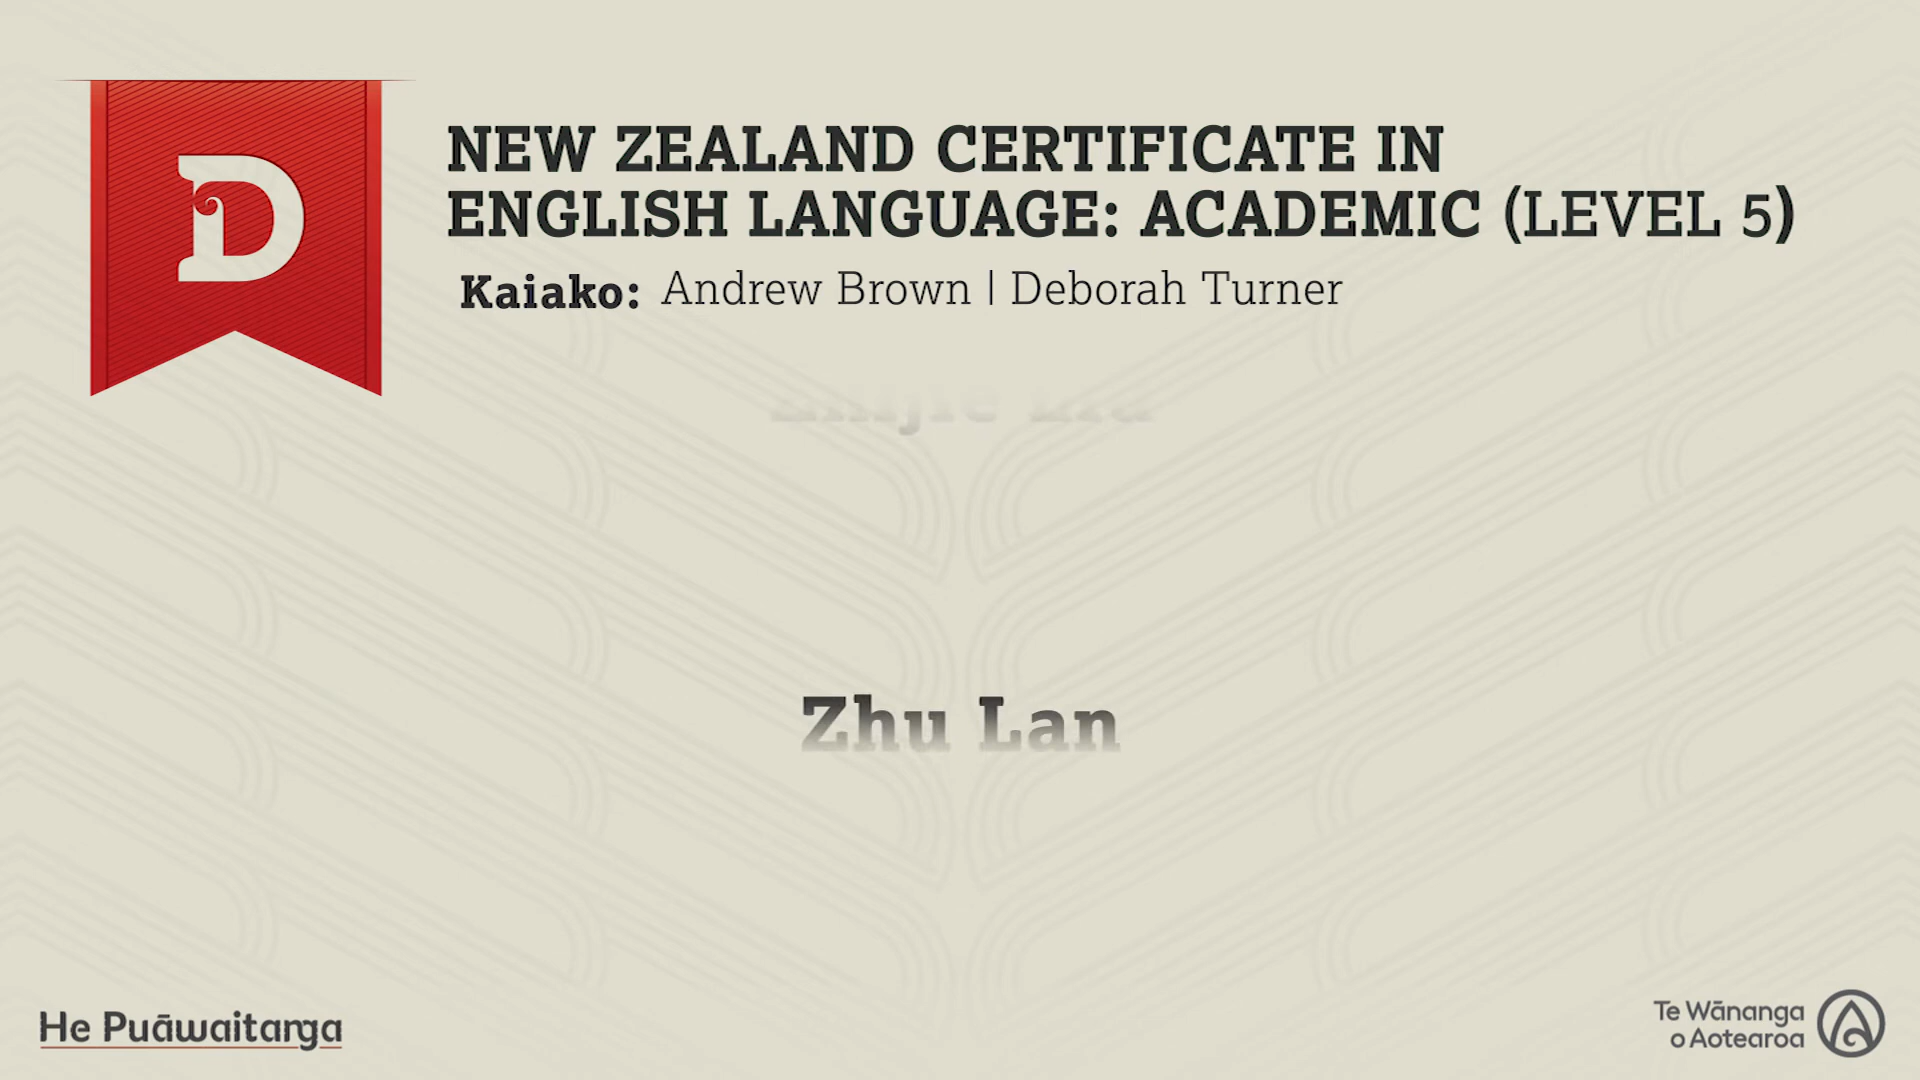 D
NEW ZEALAND CERTIFICATE IN
ENGLISH LANGUAGE: ACADEMIC (LEVEL 5)
Kaiako: Andrew Brown | Deborah Turner
Zhu Lan
He Puāwaitanga
Te Wānanga
o Aotearoa